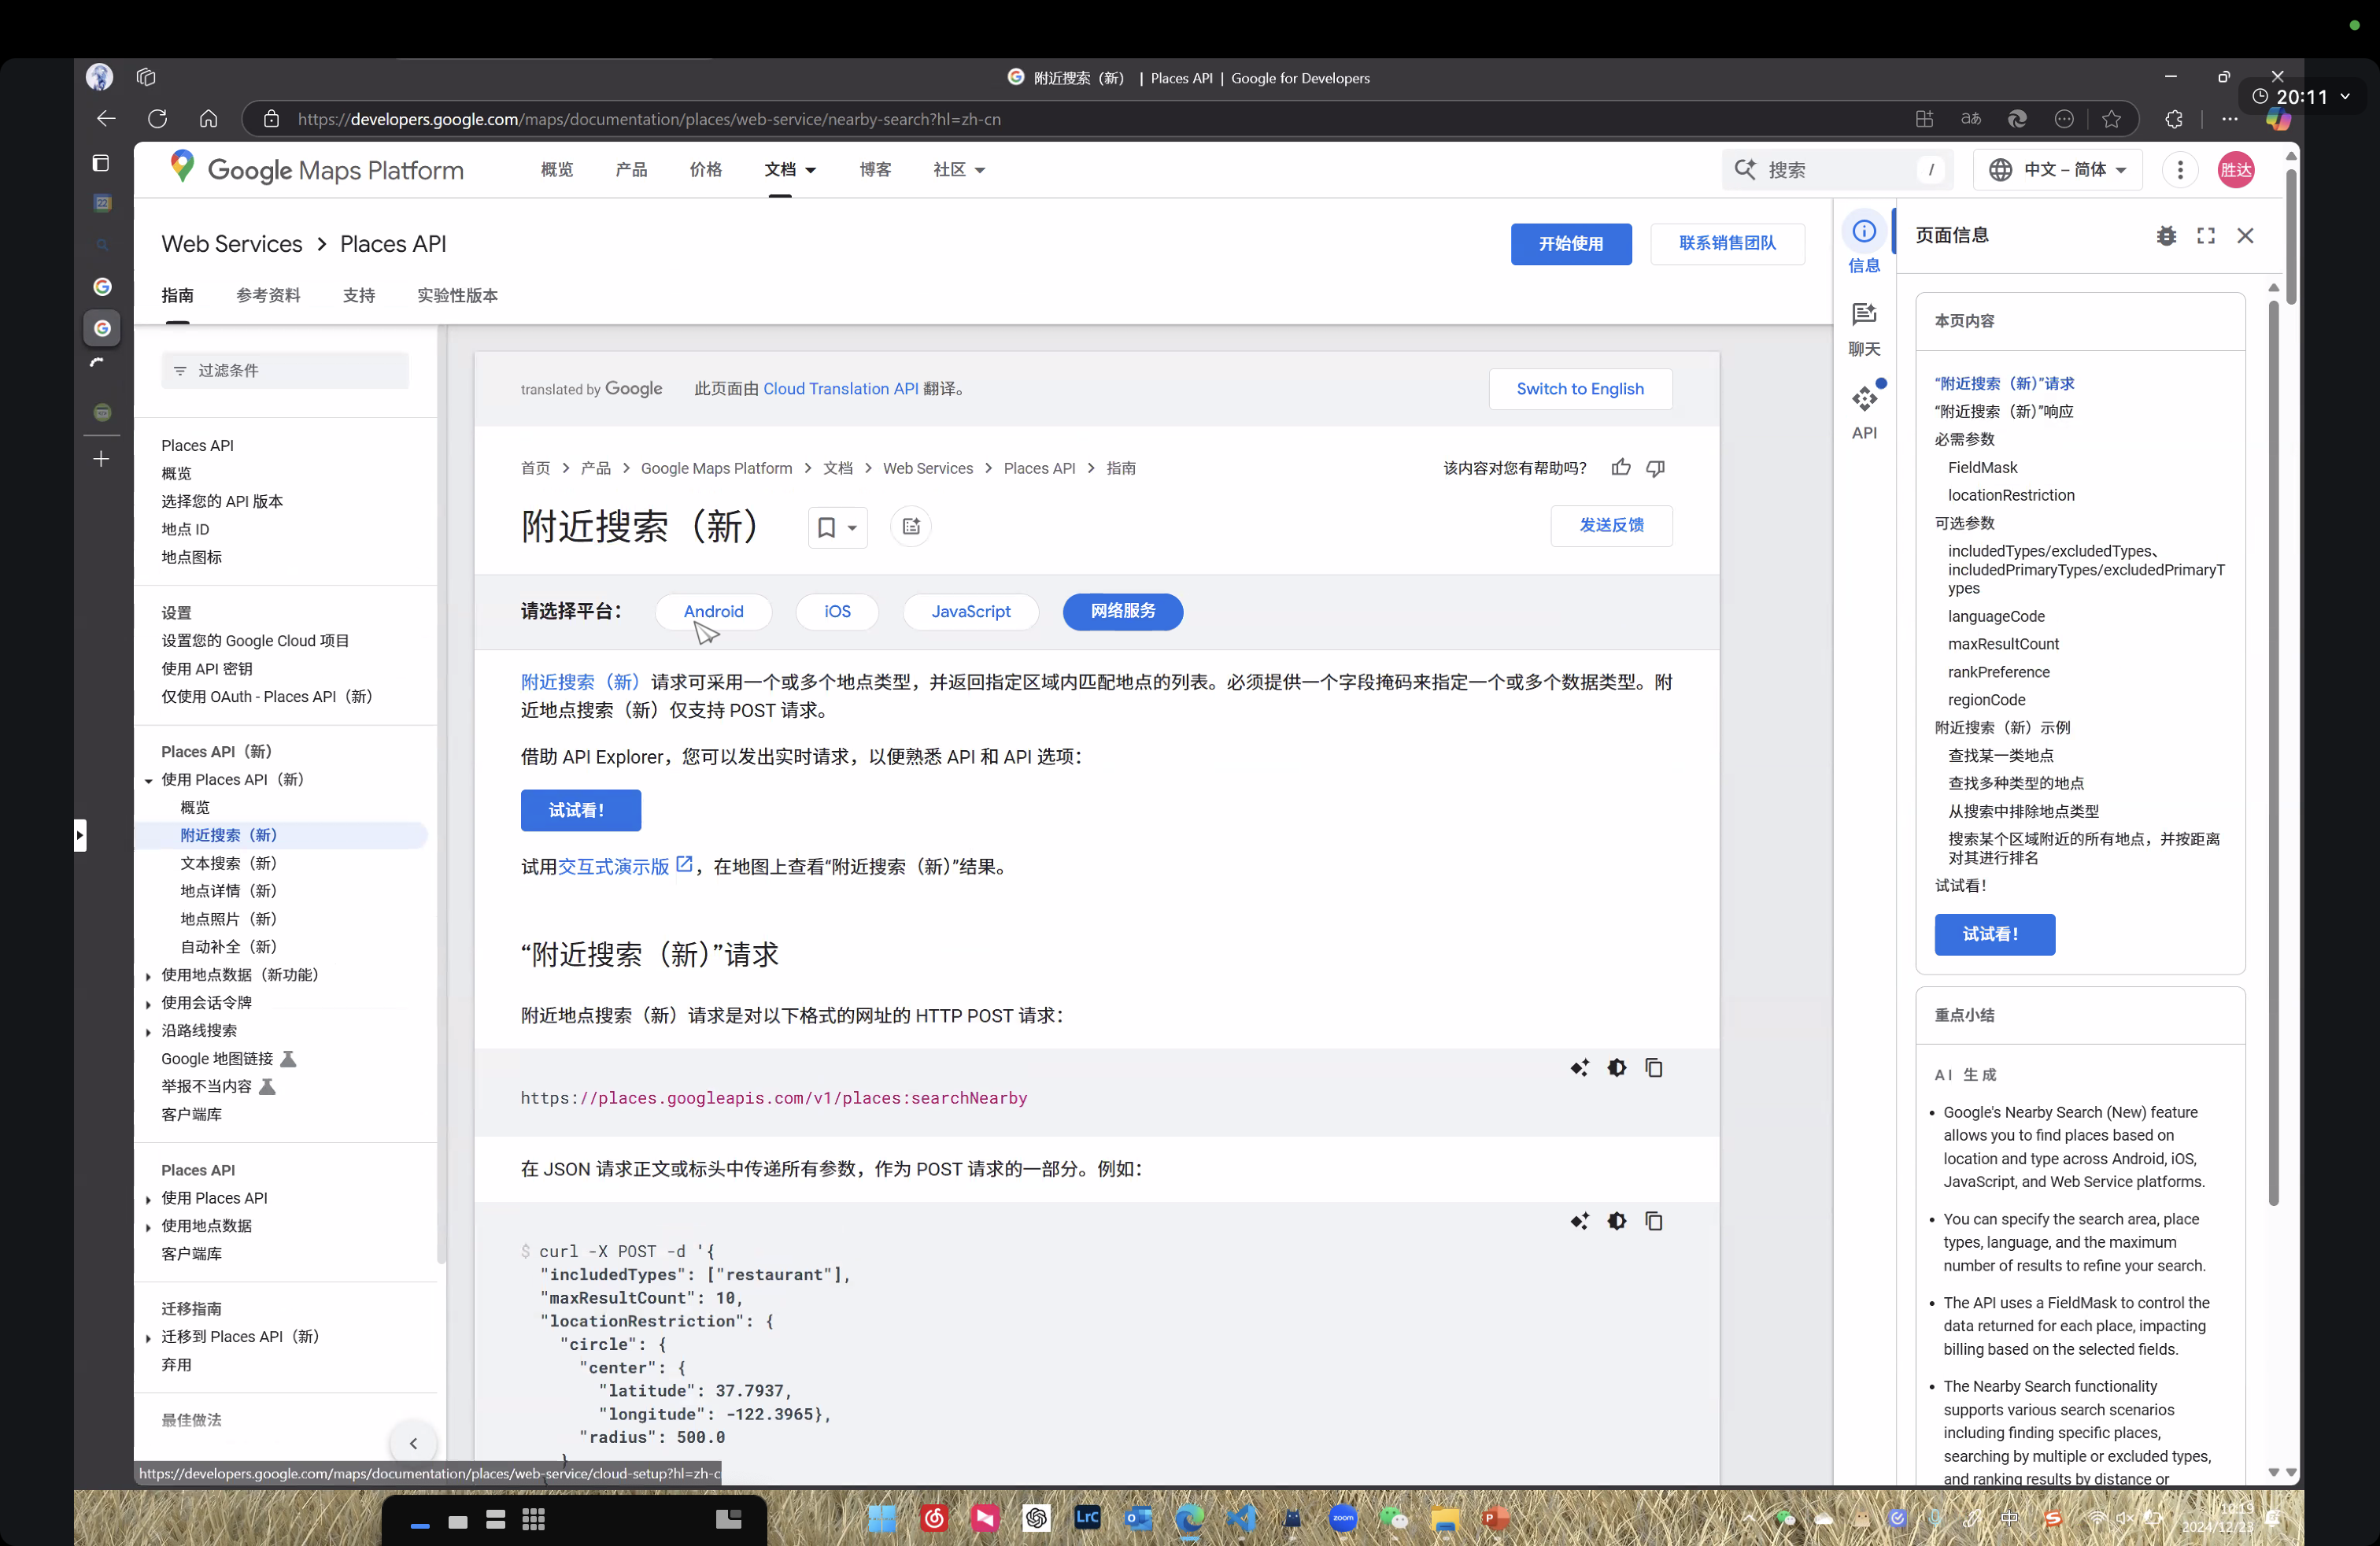 附近搜索（新） | Places API | Google for Developers
20:11
https://developers.google.com/maps/documentation/places/web-service/nearby-search?hl=zh-cn
Google Maps Platform 概览 产品 价格 文档 博客 社区 搜索 / 中文 – 简体 胜达
Web Services > Places API 开始使用 联系销售团队
指南 参考资料 支持 实验性版本
过滤条件
Places API
概览
选择您的 API 版本
地点 ID
地点图标
设置
设置您的 Google Cloud 项目
使用 API 密钥
仅使用 OAuth - Places API（新）
Places API（新）
使用 Places API（新）
概览
附近搜索（新）
文本搜索（新）
地点详情（新）
地点照片（新）
自动补全（新）
使用地点数据（新功能）
使用会话令牌
沿路线搜索
Google 地图链接
举报不当内容
客户端库
Places API
使用 Places API
使用地点数据
客户端库
迁移指南
迁移到 Places API（新）
弃用
最佳做法
https://developers.google.com/maps/documentation/places/web-service/cloud-setup?hl=zh-c
translated by Google 此页面由 Cloud Translation API 翻译。 Switch to English
首页 > 产品 > Google Maps Platform > 文档 > Web Services > Places API > 指南 该内容对您有帮助吗？
附近搜索（新） 发送反馈
请选择平台： Android iOS JavaScript 网络服务
附近搜索（新）请求可采用一个或多个地点类型，并返回指定区域内匹配地点的列表。必须提供一个字段掩码来指定一个或多个数据类型。附
近地点搜索（新）仅支持 POST 请求。
借助 API Explorer，您可以发出实时请求，以便熟悉 API 和 API 选项：
试试看！
试用交互式演示版，在地图上查看“附近搜索（新）”结果。
“附近搜索（新）”请求
附近地点搜索（新）请求是对以下格式的网址的 HTTP POST 请求：
https://places.googleapis.com/v1/places:searchNearby
在 JSON 请求正文或标头中传递所有参数，作为 POST 请求的一部分。例如：
$ curl -X POST -d '{
"includedTypes": ["restaurant"],
"maxResultCount": 10,
"locationRestriction": {
"circle": {
"center": {
"latitude": 37.7937,
"longitude": -122.3965},
"radius": 500.0
}
信息
聊天
API
页面信息
本页内容
“附近搜索（新）”请求
“附近搜索（新）”响应
必需参数
FieldMask
locationRestriction
可选参数
includedTypes/excludedTypes、
includedPrimaryTypes/excludedPrimaryT
ypes
languageCode
maxResultCount
rankPreference
regionCode
附近搜索（新）示例
查找某一类地点
查找多种类型的地点
从搜索中排除地点类型
搜索某个区域附近的所有地点，并按距离
对其进行排名
试试看！
试试看！
重点小结
AI 生成
• Google's Nearby Search (New) feature
allows you to find places based on
location and type across Android, iOS,
JavaScript, and Web Service platforms.
• You can specify the search area, place
types, language, and the maximum
number of results to refine your search.
• The API uses a FieldMask to control the
data returned for each place, impacting
billing based on the selected fields.
• The Nearby Search functionality
supports various search scenarios
including finding specific places,
searching by multiple or excluded types,
and ranking results by distance or
LrC
zoom
中
2024/12/23